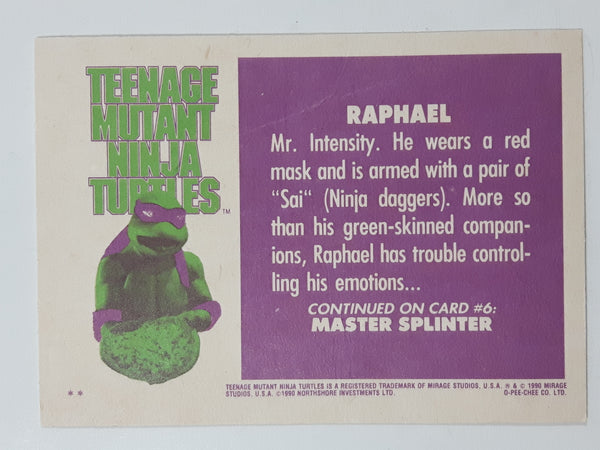 TEENAGE
MUTANT
NINJA
TURTLES™
RAPHAEL
Mr. Intensity. He wears a red
mask and is armed with a pair of
"Sai" (Ninja daggers). More so
than his green-skinned compan-
ions, Raphael has trouble control-
ling his emotions...
CONTINUED ON CARD #6:
MASTER SPLINTER
TEENAGE MUTANT NINJA TURTLES IS A REGISTERED TRADEMARK OF MIRAGE STUDIOS, U.S.A. ® & © 1990 MIRAGE
STUDIOS, U.S.A. ©1990 NORTHSHORE INVESTMENTS LTD. O-PEE-CHEE CO. LTD.
* *